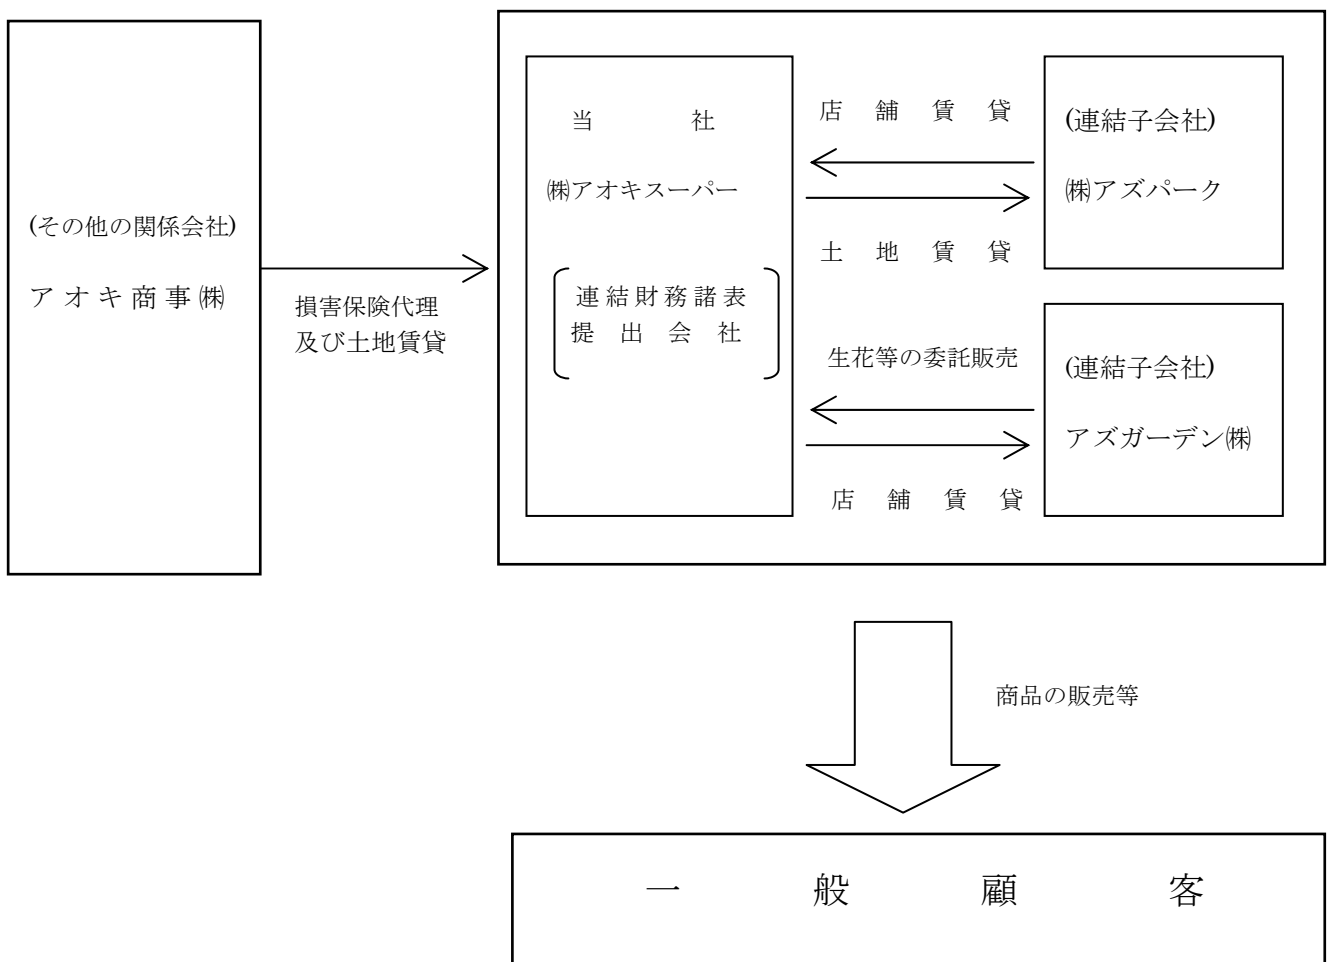 (その他の関係会社)
アオキ商事㈱
損害保険代理
及び土地賃貸
当社
㈱アオキスーパー
連結財務諸表
提出会社
店舗賃貸
土地賃貸
(連結子会社)
㈱アズパーク
生花等の委託販売
店舗賃貸
(連結子会社)
アズガーデン㈱
商品の販売等
一般顧客